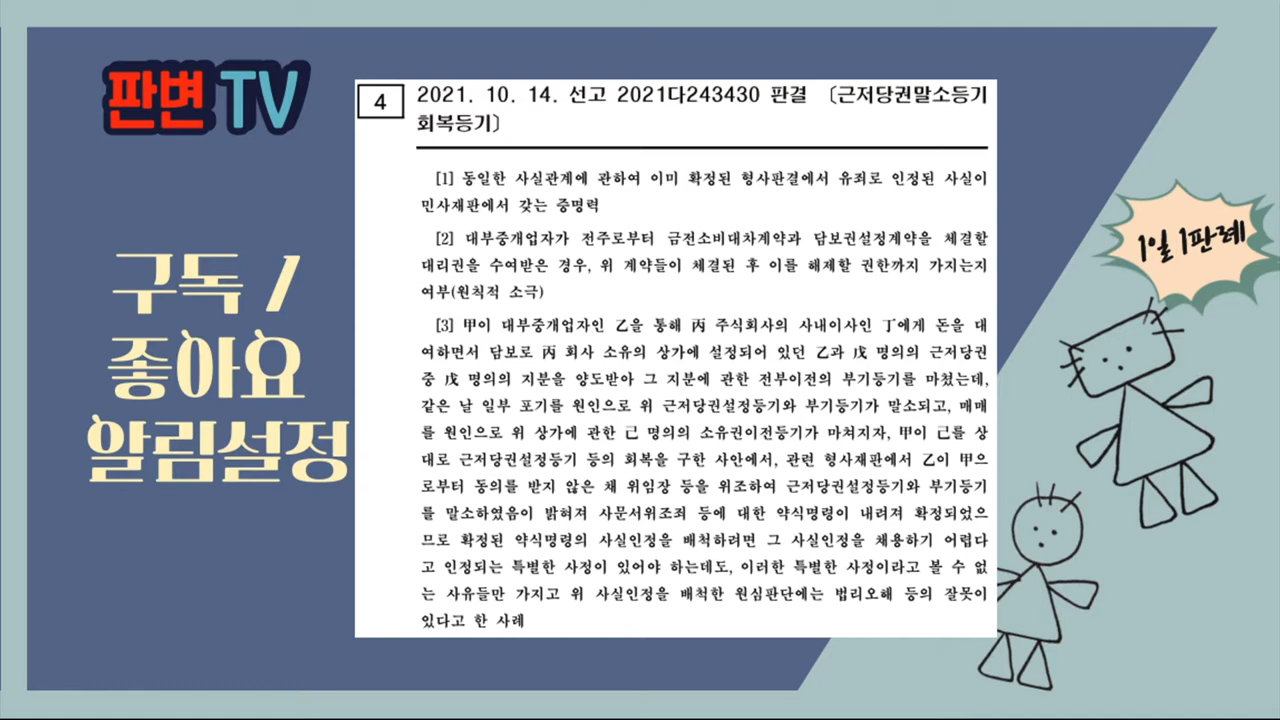 판변 TV
구독 /
좋아요
알림설정
4
2021. 10. 14. 선고 2021다243430 판결 〔근저당권말소등기
회복등기〕
[1] 동일한 사실관계에 관하여 이미 확정된 형사판결에서 유죄로 인정된 사실이
민사재판에서 갖는 증명력
[2] 대부중개업자가 전주로부터 금전소비대차계약과 담보권설정계약을 체결할
대리권을 수여받은 경우, 위 계약들이 체결된 후 이를 해제할 권한까지 가지는지
여부(원칙적 소극)
[3] 甲이 대부중개업자인 乙을 통해 丙 주식회사의 사내이사인 丁에게 돈을 대
여하면서 담보로 丙 회사 소유의 상가에 설정되어 있던 乙과 戊 명의의 근저당권
중 戊 명의의 지분을 양도받아 그 지분에 관한 전부이전의 부기등기를 마쳤는데,
같은 날 일부 포기를 원인으로 위 근저당권설정등기와 부기등기가 말소되고, 매매
를 원인으로 위 상가에 관한 己 명의의 소유권이전등기가 마쳐지자, 甲이 己를 상
대로 근저당권설정등기 등의 회복을 구한 사안에서, 관련 형사재판에서 乙이 甲으
로부터 동의를 받지 않은 채 위임장 등을 위조하여 근저당권설정등기와 부기등기
를 말소하였음이 밝혀져 사문서위조죄 등에 대한 약식명령이 내려져 확정되었으
므로 확정된 약식명령의 사실인정을 배척하려면 그 사실인정을 채용하기 어렵다
고 인정되는 특별한 사정이 있어야 하는데도, 이러한 특별한 사정이라고 볼 수 없
는 사유들만 가지고 위 사실인정을 배척한 원심판단에는 법리오해 등의 잘못이
있다고 한 사례
1일 1판례